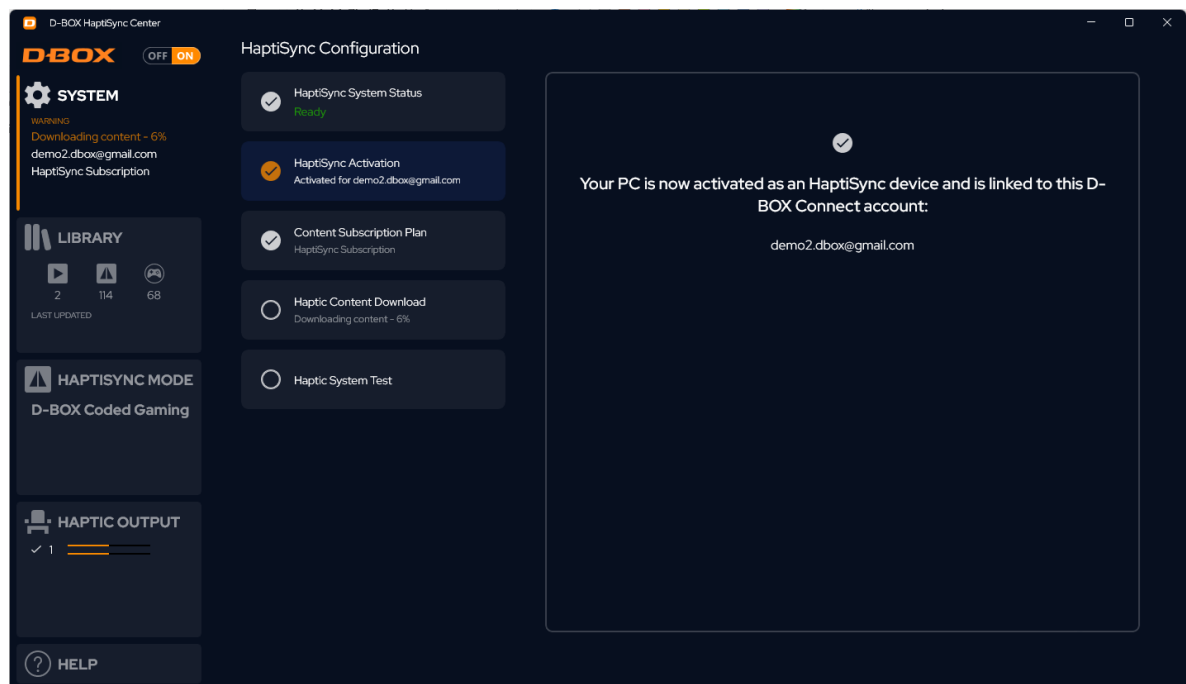 D-BOX HaptiSync Center
D-BOX
OFF ON
SYSTEM
WARNING
Downloading content - 6%
demo2.dbox@gmail.com
HaptiSync Subscription
LIBRARY
2 114 68
LAST UPDATED
HAPTISYNC MODE
D-BOX Coded Gaming
HAPTIC OUTPUT
1
? HELP
HaptiSync Configuration
HaptiSync System Status
Ready
HaptiSync Activation
Activated for demo2.dbox@gmail.com
Content Subscription Plan
HaptiSync Subscription
Haptic Content Download
Downloading content - 6%
Haptic System Test
Your PC is now activated as an HaptiSync device and is linked to this D-
BOX Connect account:
demo2.dbox@gmail.com